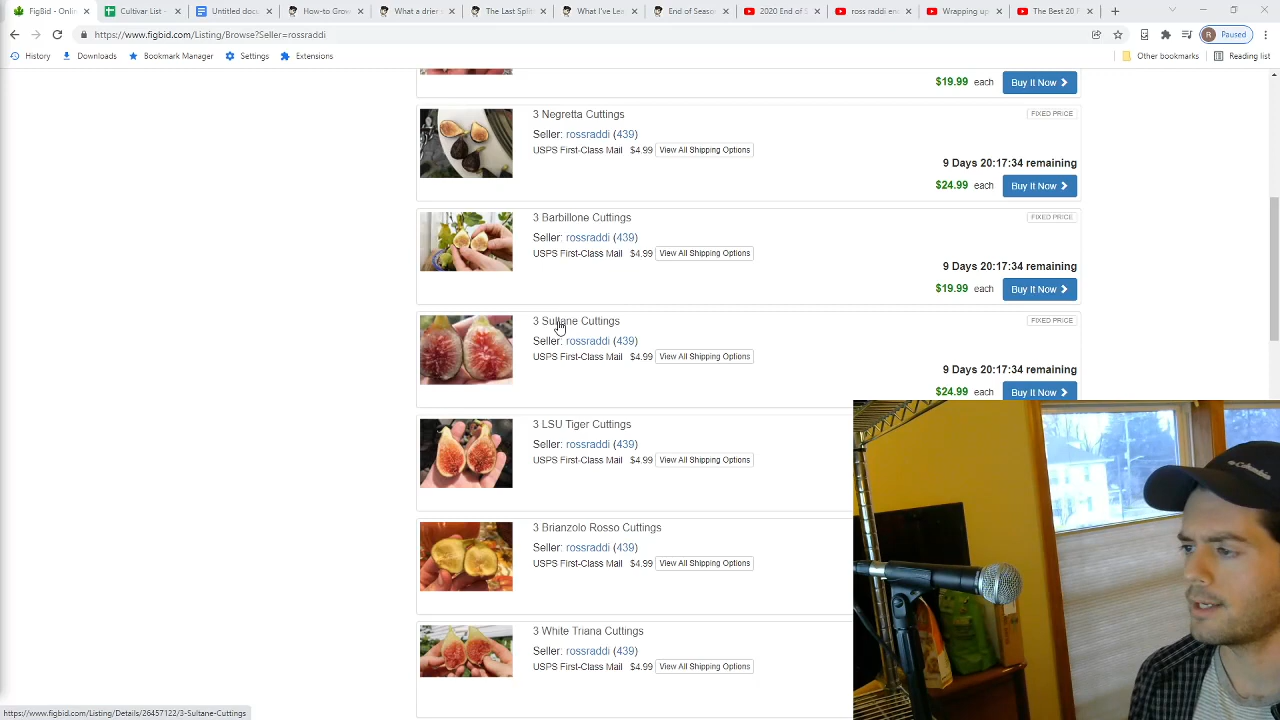 FigBid - Onli
Cultivar List -
Untitled docu
How-to Grow
What a drier
The Last Split
What I've Lea
End of Seaso
2020 End of S
ross raddi en
Wrapping up
The Best 20 F
https://www.figbid.com/Listing/Browse?Seller=rossraddi
R Paused
History Downloads Bookmark Manager Settings Extensions Other bookmarks Reading list
$19.99 each Buy It Now
3 Negretta Cuttings FIXED PRICE
Seller: rossraddi (439)
USPS First-Class Mail $4.99 View All Shipping Options
9 Days 20:17:34 remaining
$24.99 each Buy It Now
3 Barbillone Cuttings FIXED PRICE
Seller: rossraddi (439)
USPS First-Class Mail $4.99 View All Shipping Options
9 Days 20:17:34 remaining
$19.99 each Buy It Now
3 Sultane Cuttings FIXED PRICE
Seller: rossraddi (439)
USPS First-Class Mail $4.99 View All Shipping Options
9 Days 20:17:34 remaining
$24.99 each Buy It Now
3 LSU Tiger Cuttings
Seller: rossraddi (439)
USPS First-Class Mail $4.99 View All Shipping Options
3 Brianzolo Rosso Cuttings
Seller: rossraddi (439)
USPS First-Class Mail $4.99 View All Shipping Options
3 White Triana Cuttings
Seller: rossraddi (439)
USPS First-Class Mail $4.99 View All Shipping Options
Columbia
https://www.figbid.com/Listing/Details/26457122/3-Sultane-Cuttings